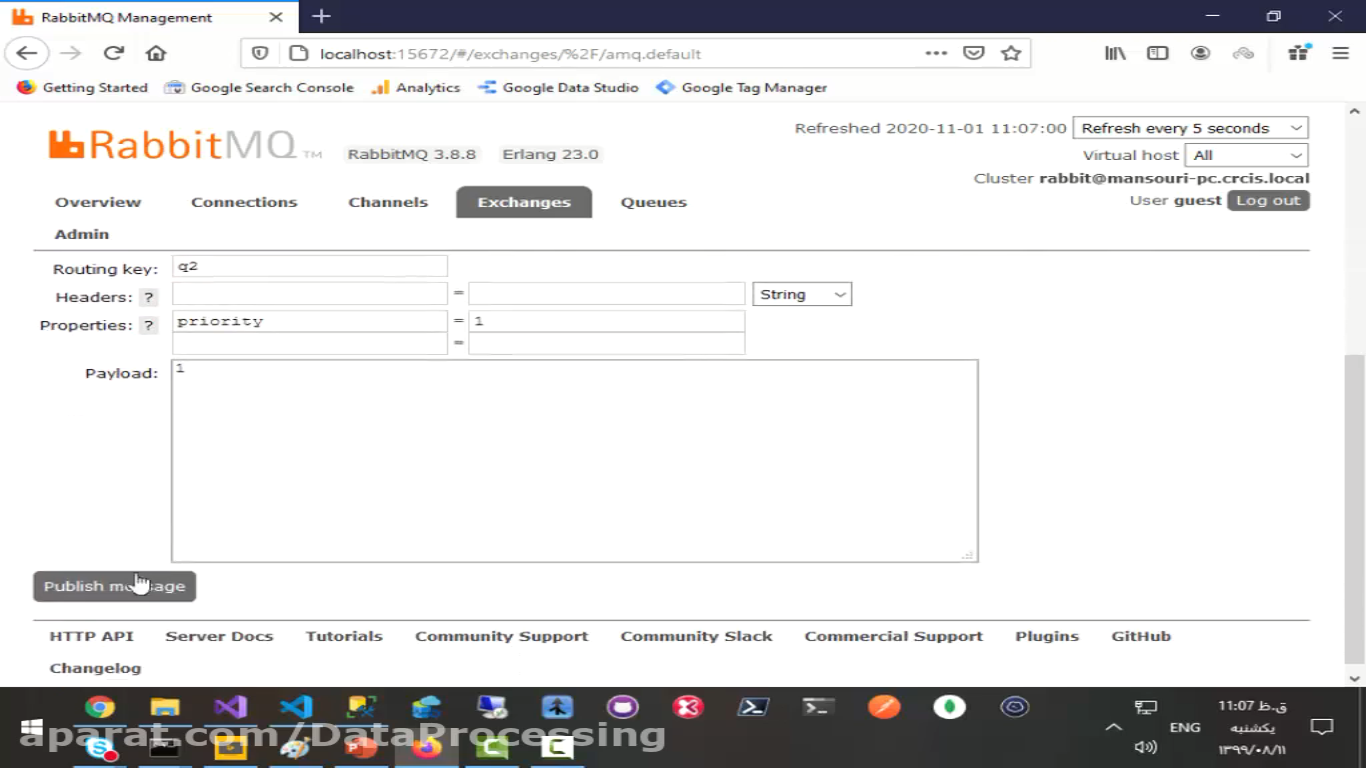 RabbitMQ Management
localhost:15672/#/exchanges/%2F/amq.default
Getting Started Google Search Console Analytics Google Data Studio Google Tag Manager
RabbitMQ TM RabbitMQ 3.8.8 Erlang 23.0
Refreshed 2020-11-01 11:07:00 Refresh every 5 seconds
Virtual host All
Cluster rabbit@mansouri-pc.crcis.local
User guest Log out
Overview Connections Channels Exchanges Queues
Admin
Routing key: q2
Headers: ? = String
Properties: ? priority = 1
=
Payload: 1
Publish message
HTTP API Server Docs Tutorials Community Support Community Slack Commercial Support Plugins GitHub
Changelog
11:07 ق.ظ
ENG یکشنبه
۱۳۹۹/۰۸/۱۱
aparat.com/DataProcessing